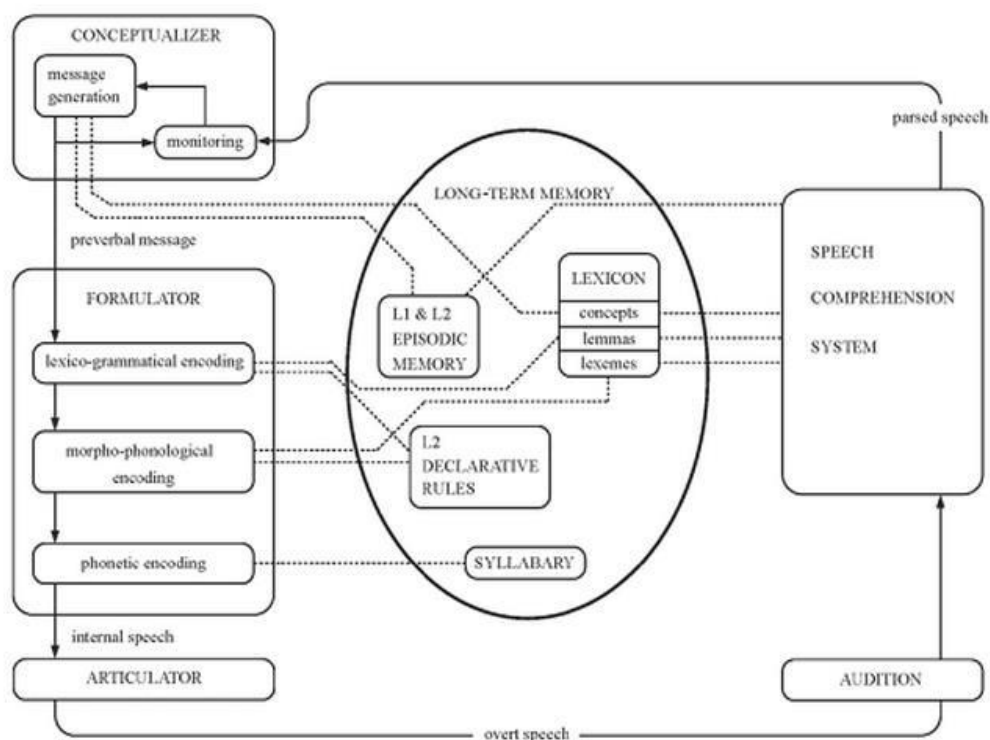 CONCEPTUALIZER
message
generation
monitoring
parsed speech
LONG-TERM MEMORY
preverbal message
SPEECH
COMPREHENSION
SYSTEM
FORMULATOR
L1 & L2
EPISODIC
MEMORY
LEXICON
concepts
lemmas
lexemes
lexico-grammatical encoding
morpho-phonological
encoding
L2
DECLARATIVE
RULES
phonetic encoding
SYLLABARY
internal speech
ARTICULATOR
AUDITION
overt speech